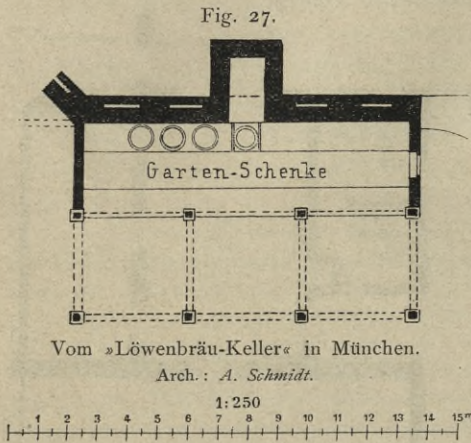 Fig. 27.
Garten-Schenke
Vom »Löwenbräu-Keller« in München.
Arch.: A. Schmidt.
1:250
1 2 3 4 5 6 7 8 9 10 11 12 13 14 15m